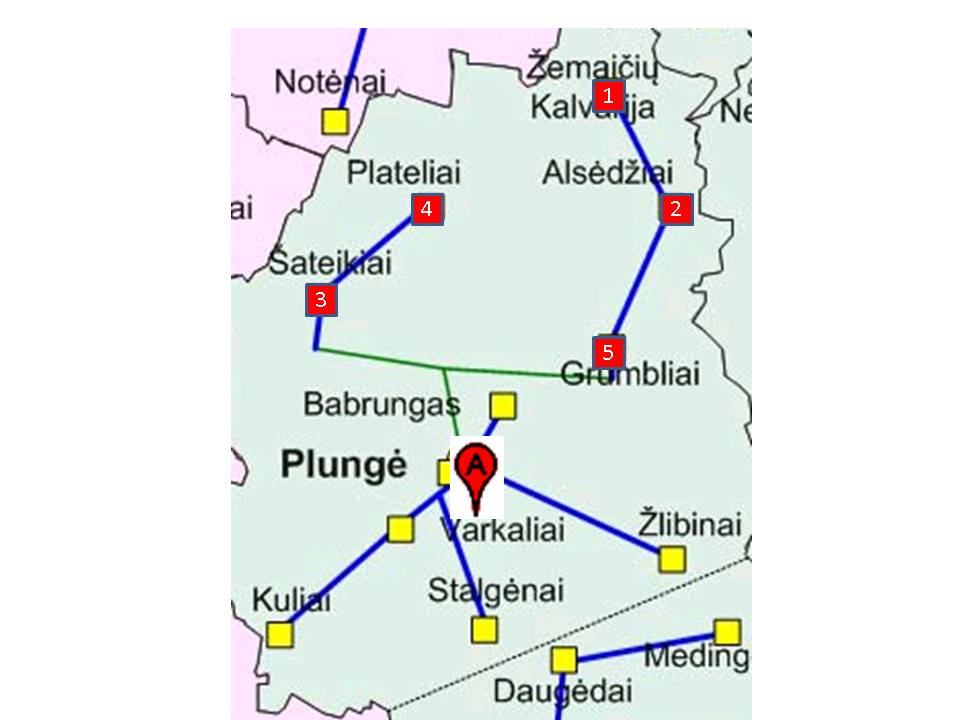 Žemaičių
1
Kalvarija
Notėnai
Ne
Plateliai
Alsėdžiai
4
2
ai
Šateikiai
3
5
Grumbliai
Babrungas
Plungė
A
Varkaliai
Žlibinai
Kuliai
Stalgėnai
Meding
Daugėdai